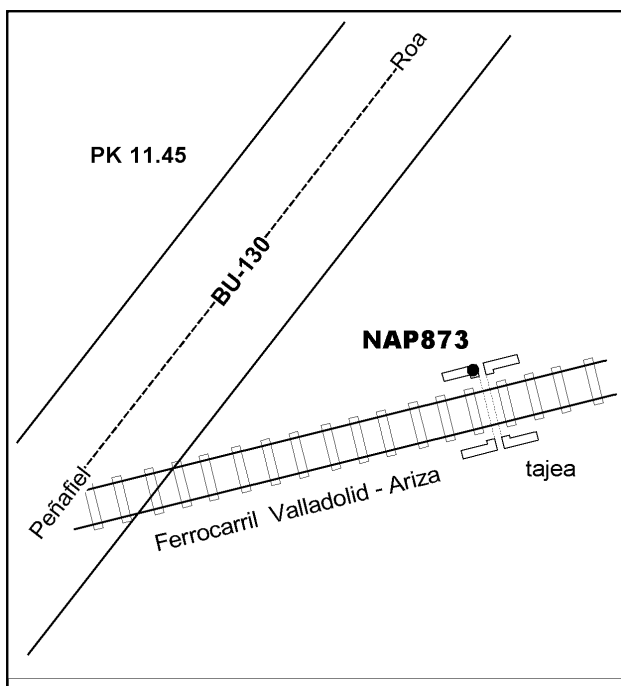 Roa
PK 11.45
BU-130
NAP873
Peñafiel
Ferrocarril Valladolid - Ariza
tajea